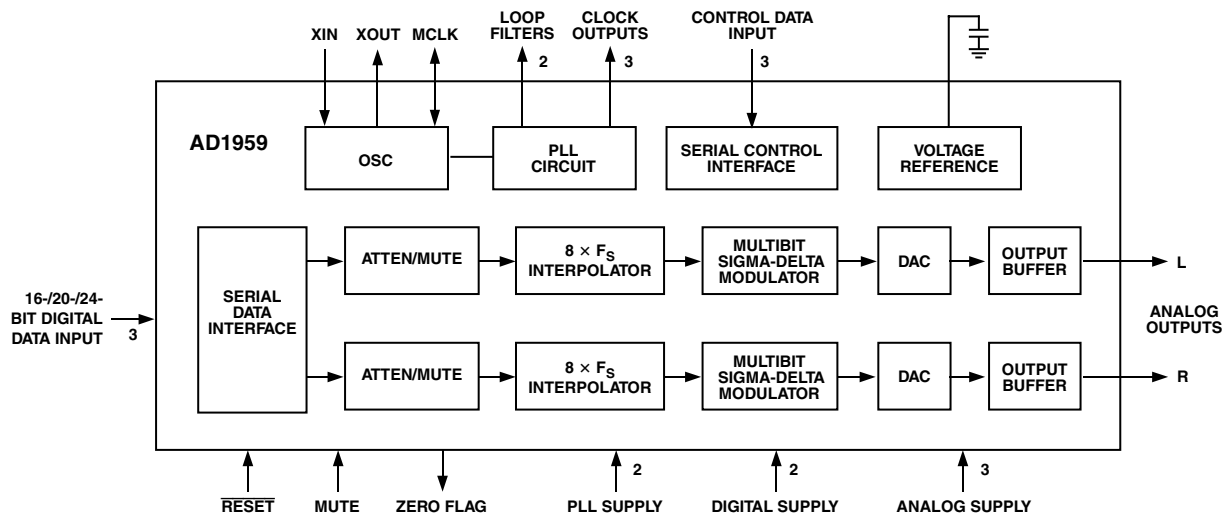 XIN
XOUT
MCLK
LOOP
FILTERS
2
CLOCK
OUTPUTS
3
CONTROL DATA
INPUT
3
AD1959
OSC
PLL
CIRCUIT
SERIAL CONTROL
INTERFACE
VOLTAGE
REFERENCE
16-/20-/24-
BIT DIGITAL
DATA INPUT
3
SERIAL
DATA
INTERFACE
ATTEN/MUTE
8 × FS
INTERPOLATOR
MULTIBIT
SIGMA-DELTA
MODULATOR
DAC
OUTPUT
BUFFER
L
ANALOG
OUTPUTS
ATTEN/MUTE
8 × FS
INTERPOLATOR
MULTIBIT
SIGMA-DELTA
MODULATOR
DAC
OUTPUT
BUFFER
R
RESET
MUTE
ZERO FLAG
2
PLL SUPPLY
2
DIGITAL SUPPLY
3
ANALOG SUPPLY